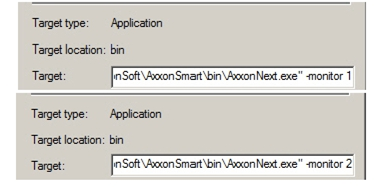 Target type: Application
Target location: bin
Target: nSoft\AxxonSmart\bin\AxxonNext.exe" -monitor 1
Target type: Application
Target location: bin
Target: nSoft\AxxonSmart\bin\AxxonNext.exe" -monitor 2